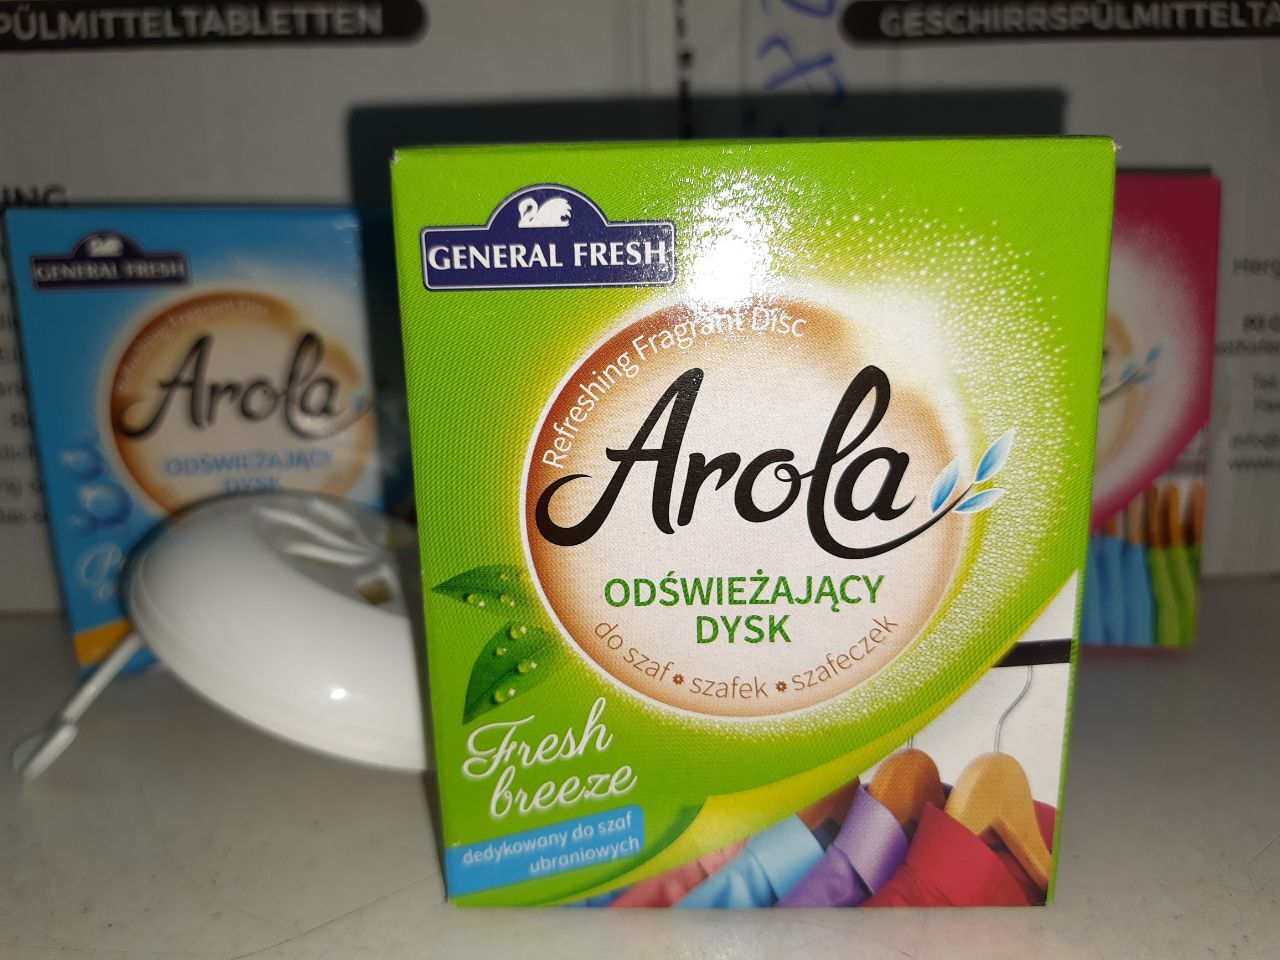 PÜLMITTELTABLETTEN
GESCHIRRSPÜLMITTELTA
GENERAL FRESH
Arola
ODŚWIEŻAJĄCY
DYSK
GENERAL FRESH
Refreshing Fragrant Disc
Arola
ODŚWIEŻAJĄCY
DYSK
do szaf • szafek • szafeczek
Fresh
breeze
dedykowany do szaf
ubraniowych